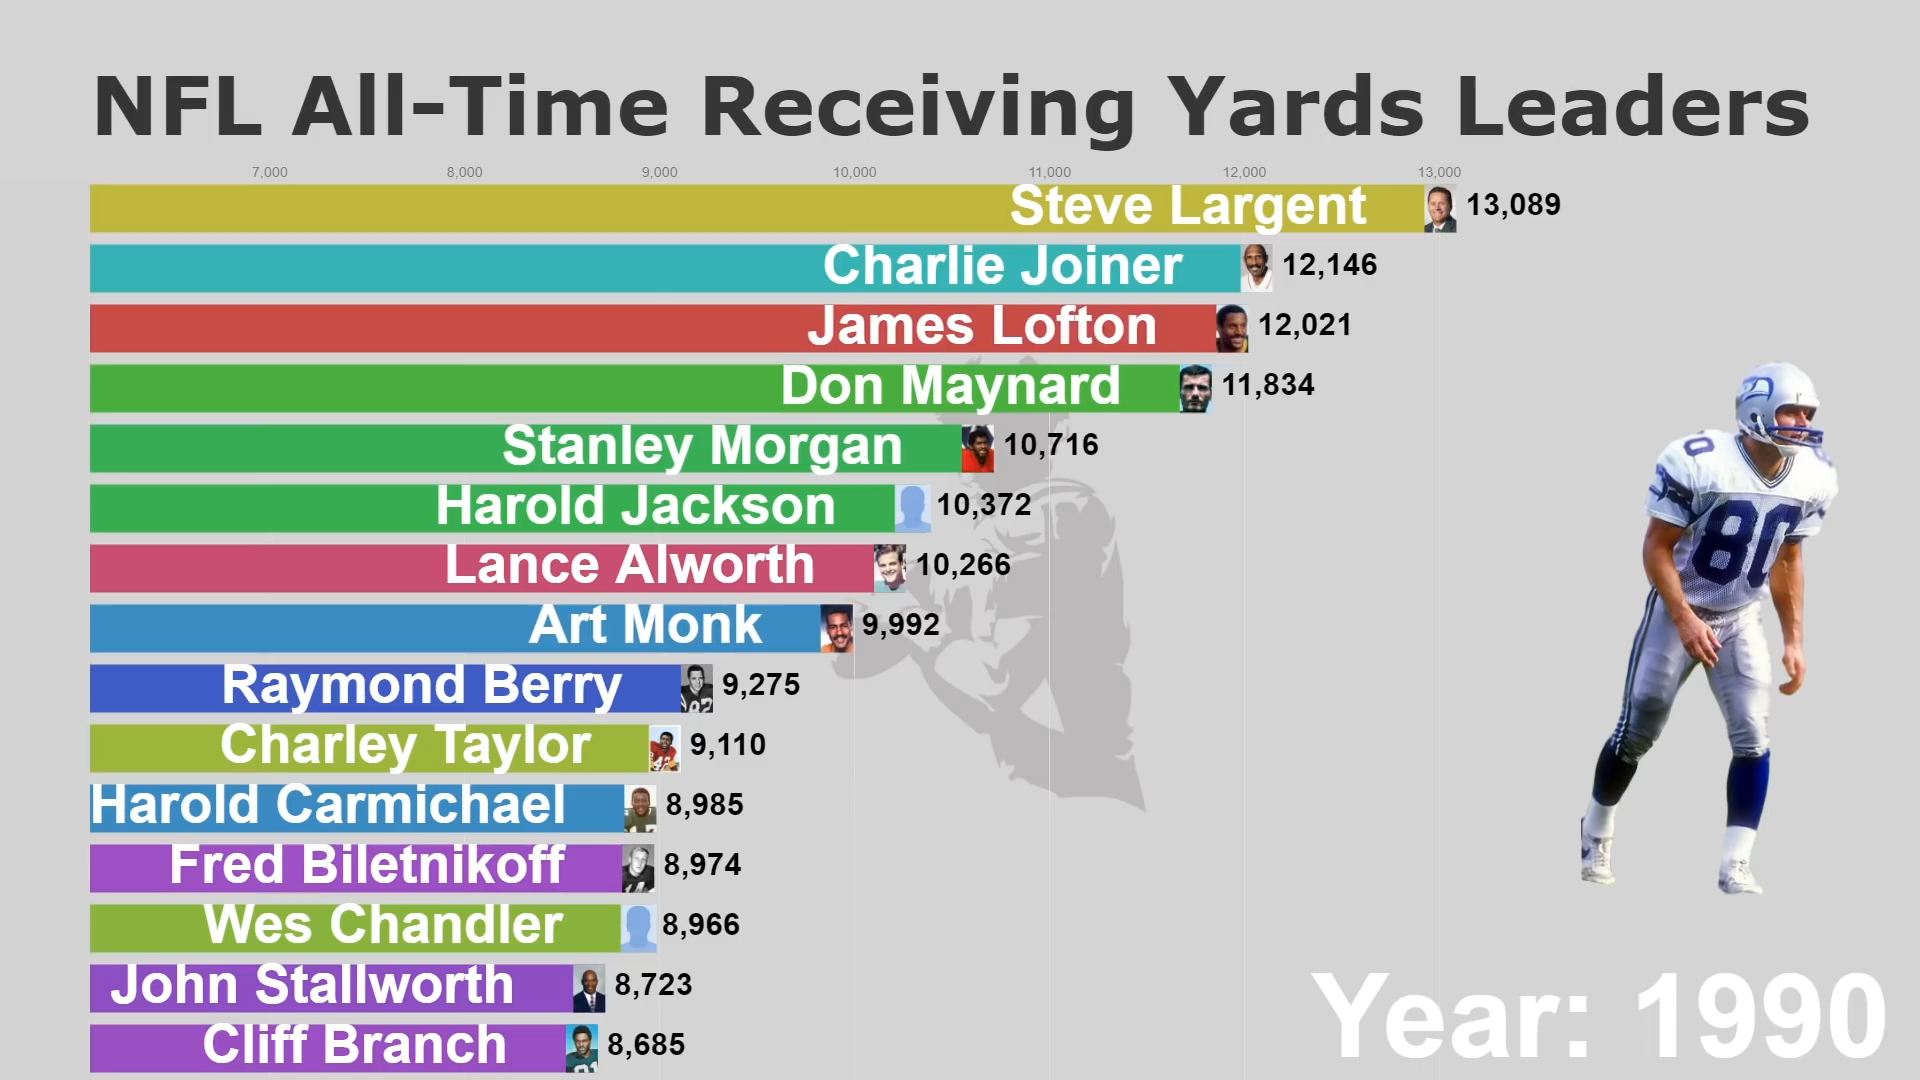 NFL All-Time Receiving Yards Leaders
7,000 8,000 9,000 10,000 11,000 12,000 13,000
Steve Largent 13,089
Charlie Joiner 12,146
James Lofton 12,021
Don Maynard 11,834
Stanley Morgan 10,716
Harold Jackson 10,372
Lance Alworth 10,266
Art Monk 9,992
Raymond Berry 9,275
Charley Taylor 9,110
Harold Carmichael 8,985
Fred Biletnikoff 8,974
Wes Chandler 8,966
John Stallworth 8,723
Cliff Branch 8,685
80
Year: 1990